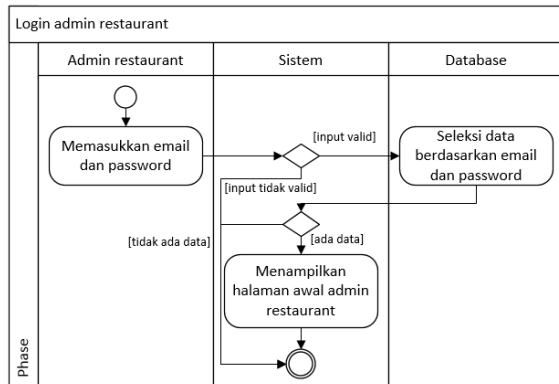 Login admin restaurant
Admin restaurant
Sistem
Database
Memasukkan email
dan password
[input valid]
Seleksi data
berdasarkan email
dan password
[input tidak valid]
[tidak ada data]
[ada data]
Menampilkan
halaman awal admin
restaurant
Phase